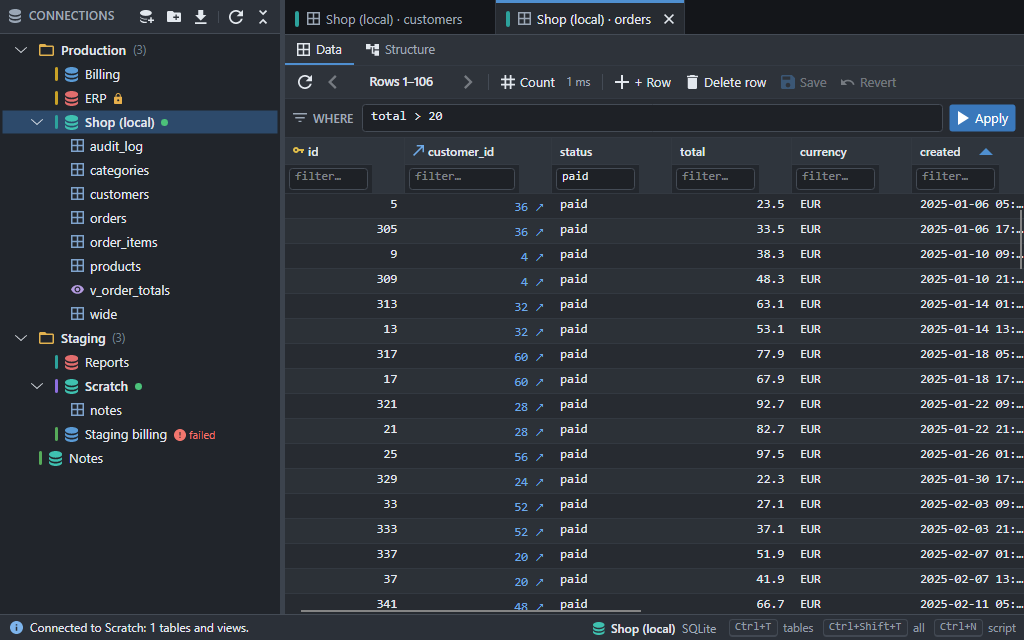 CONNECTIONS
Production (3)
Billing
ERP
Shop (local)
audit_log
categories
customers
orders
order_items
products
v_order_totals
wide
Staging (3)
Reports
Scratch
notes
Staging billing failed
Notes
Shop (local) · customers
Shop (local) · orders
Data Structure
Rows 1–106 Count 1 ms + Row Delete row Save Revert
WHERE total > 20 Apply
id customer_id status total currency created
filter… filter… paid filter… filter… filter…
5 36 ↗ paid 23.5 EUR 2025-01-06 05:…
305 36 ↗ paid 33.5 EUR 2025-01-06 17:…
9 4 ↗ paid 38.3 EUR 2025-01-10 09:…
309 4 ↗ paid 48.3 EUR 2025-01-10 21:…
313 32 ↗ paid 63.1 EUR 2025-01-14 01:…
13 32 ↗ paid 53.1 EUR 2025-01-14 13:…
317 60 ↗ paid 77.9 EUR 2025-01-18 05:…
17 60 ↗ paid 67.9 EUR 2025-01-18 17:…
321 28 ↗ paid 92.7 EUR 2025-01-22 09:…
21 28 ↗ paid 82.7 EUR 2025-01-22 21:…
25 56 ↗ paid 97.5 EUR 2025-01-26 01:…
329 24 ↗ paid 22.3 EUR 2025-01-30 17:…
33 52 ↗ paid 27.1 EUR 2025-02-03 09:…
333 52 ↗ paid 37.1 EUR 2025-02-03 21:…
337 20 ↗ paid 51.9 EUR 2025-02-07 01:…
37 20 ↗ paid 41.9 EUR 2025-02-07 13:…
341 48 ↗ paid 66.7 EUR 2025-02-11 05:…
Connected to Scratch: 1 tables and views.
Shop (local) SQLite Ctrl+T tables Ctrl+Shift+T all Ctrl+N script